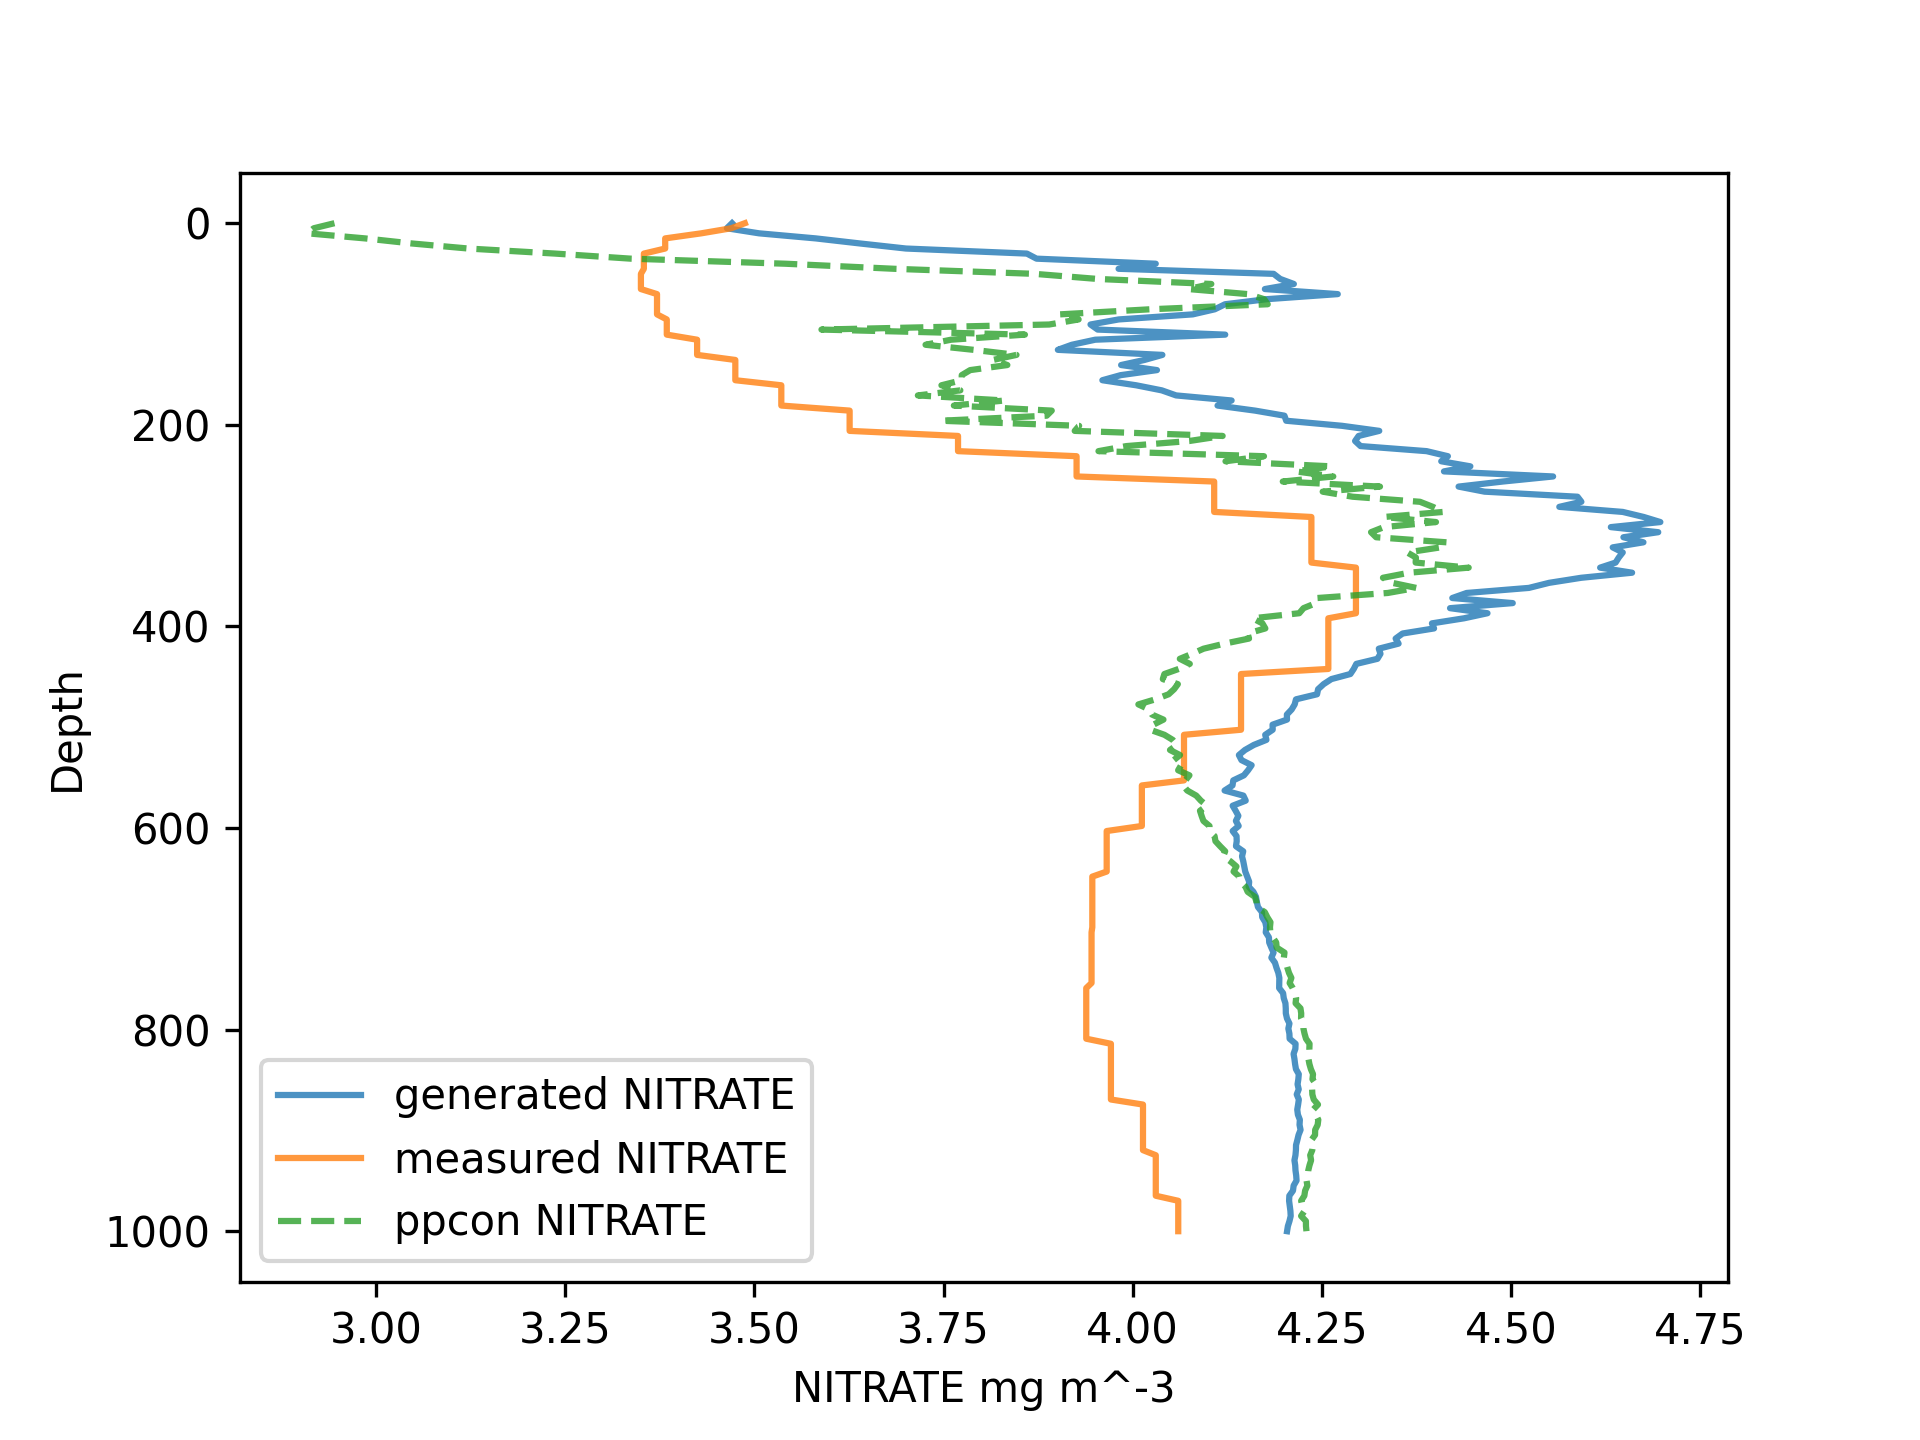 0
200
400
600
800
1000
Depth
generated NITRATE
measured NITRATE
ppcon NITRATE
3.00 3.25 3.50 3.75 4.00 4.25 4.50 4.75
NITRATE mg m^-3